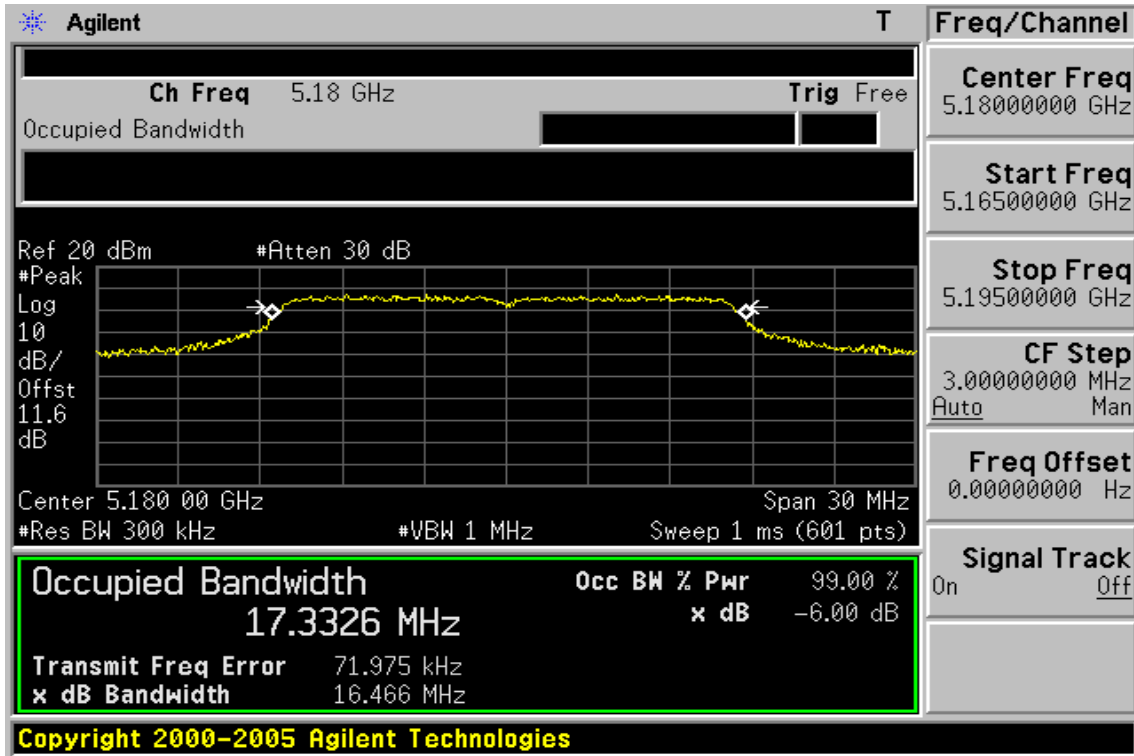 Agilent T
Ch Freq 5.18 GHz Trig Free
Occupied Bandwidth
Ref 20 dBm #Atten 30 dB
#Peak
Log
10
dB/
Offst
11.6
dB
Center 5.180 00 GHz Span 30 MHz
#Res BW 300 kHz #VBW 1 MHz Sweep 1 ms (601 pts)
Occupied Bandwidth
17.3326 MHz
Occ BW % Pwr 99.00 %
x dB -6.00 dB
Transmit Freq Error 71.975 kHz
x dB Bandwidth 16.466 MHz
Copyright 2000-2005 Agilent Technologies
Freq/Channel
Center Freq
5.18000000 GHz
Start Freq
5.16500000 GHz
Stop Freq
5.19500000 GHz
CF Step
3.00000000 MHz
Auto Man
Freq Offset
0.00000000 Hz
Signal Track
On Off